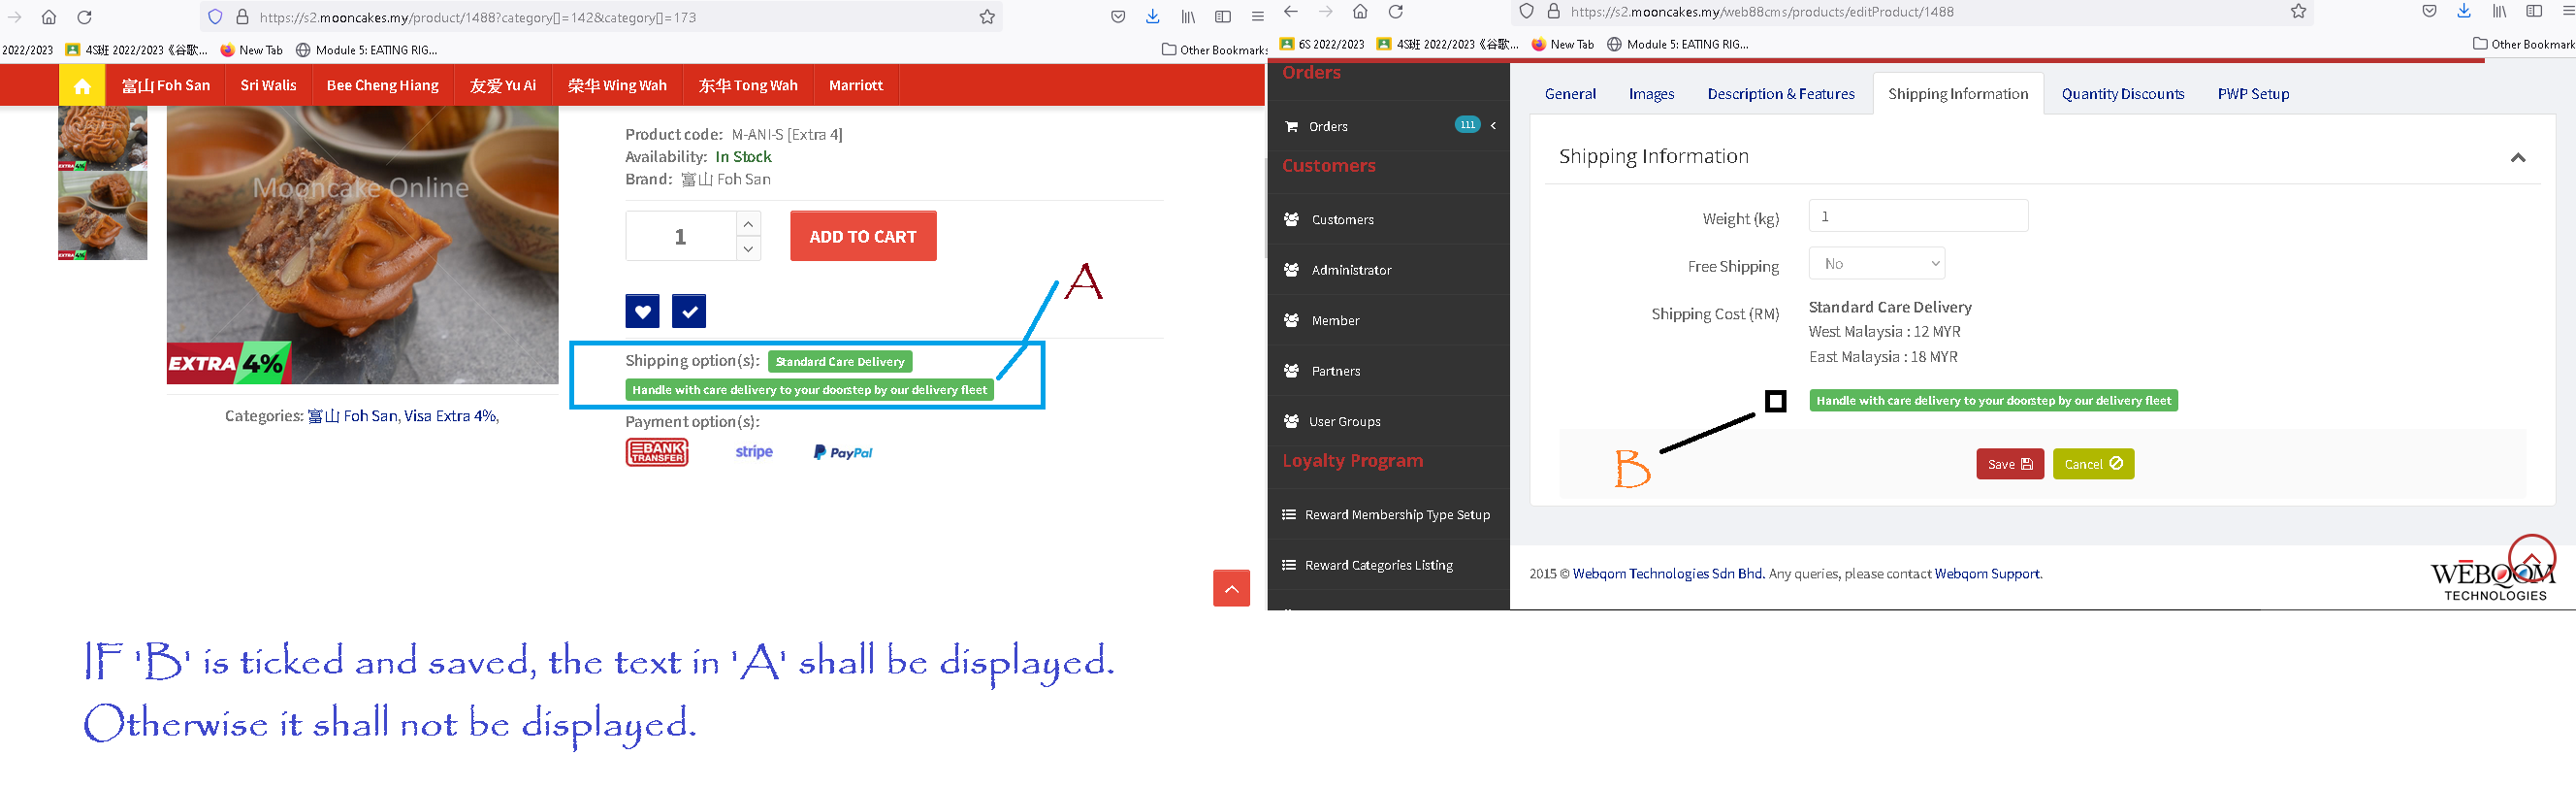 https://s2.mooncakes.my/product/1488?category[]=142&category[]=173
2022/2023 4S班 2022/2023《谷歌... New Tab Module 5: EATING RIG... Other Bookmarks
富山 Foh San Sri Walis Bee Cheng Hiang 友爱 Yu Ai 荣华 Wing Wah 东华 Tong Wah Marriott
EXTRA 4%
EXTRA 4%
Mooncake Online
EXTRA 4%
Categories: 富山 Foh San, Visa Extra 4%,
Product code: M-ANI-S [Extra 4]
Availability: In Stock
Brand: 富山 Foh San
1 ADD TO CART
A
Shipping option(s): Standard Care Delivery
Handle with care delivery to your doorstep by our delivery fleet
Payment option(s):
BANK TRANSFER stripe PayPal
https://s2.mooncakes.my/web88cms/products/editProduct/1488
6S 2022/2023 4S班 2022/2023《谷歌... New Tab Module 5: EATING RIG... Other Bookmark
Orders
Orders 111
Customers
Customers
Administrator
Member
Partners
User Groups
Loyalty Program
Reward Membership Type Setup
Reward Categories Listing
General Images Description & Features Shipping Information Quantity Discounts PWP Setup
Shipping Information
Weight (kg) 1
Free Shipping No
Shipping Cost (RM) Standard Care Delivery
West Malaysia : 12 MYR
East Malaysia : 18 MYR
Handle with care delivery to your doorstep by our delivery fleet
B
Save Cancel
2015 © Webqom Technologies Sdn Bhd. Any queries, please contact Webqom Support.
WEBQOM
TECHNOLOGIES
IF 'B' is ticked and saved, the text in 'A' shall be displayed.
Otherwise it shall not be displayed.